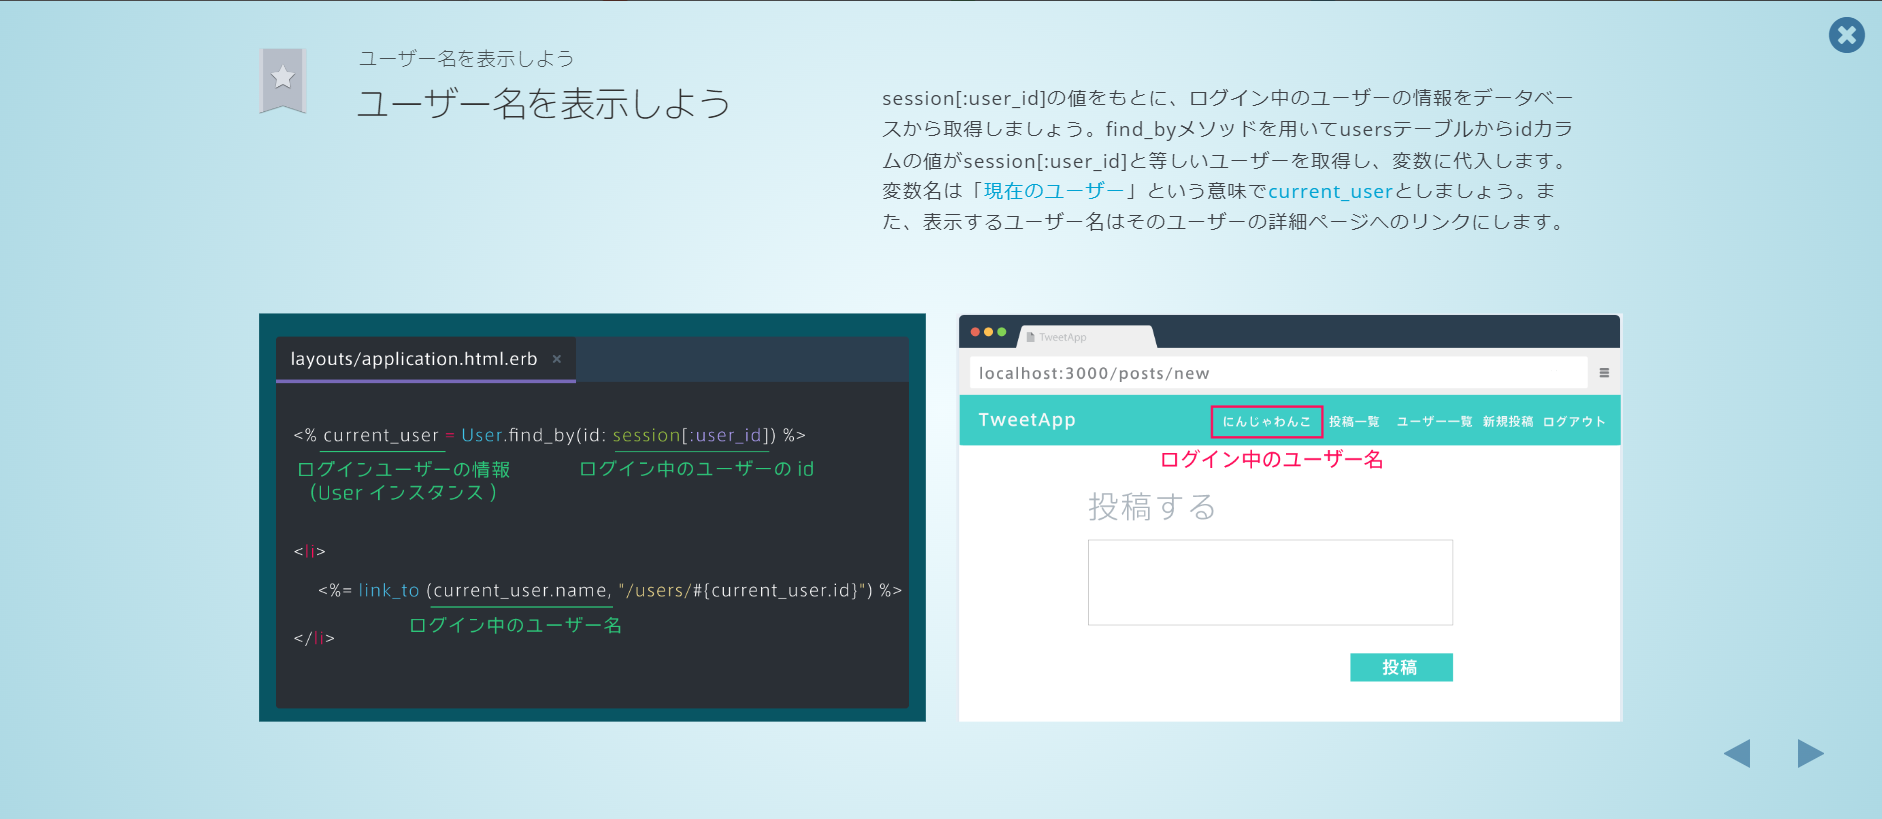 ユーザー名を表示しよう
ユーザー名を表示しよう
session[:user_id]の値をもとに、ログイン中のユーザーの情報をデータベー
スから取得しましょう。find_byメソッドを用いてusersテーブルからidカラ
ムの値がsession[:user_id]と等しいユーザーを取得し、変数に代入します。
変数名は「現在のユーザー」という意味でcurrent_userとしましょう。ま
た、表示するユーザー名はそのユーザーの詳細ページへのリンクにします。
layouts/application.html.erb ×
<% current_user = User.find_by(id: session[:user_id]) %>
ログインユーザーの情報 ログイン中のユーザーの id
(User インスタンス )
<li>
<%= link_to (current_user.name, "/users/#{current_user.id}") %>
ログイン中のユーザー名
</li>
TweetApp
localhost:3000/posts/new
TweetApp にんじゃわんこ 投稿一覧 ユーザー一覧 新規投稿 ログアウト
ログイン中のユーザー名
投稿する
投稿